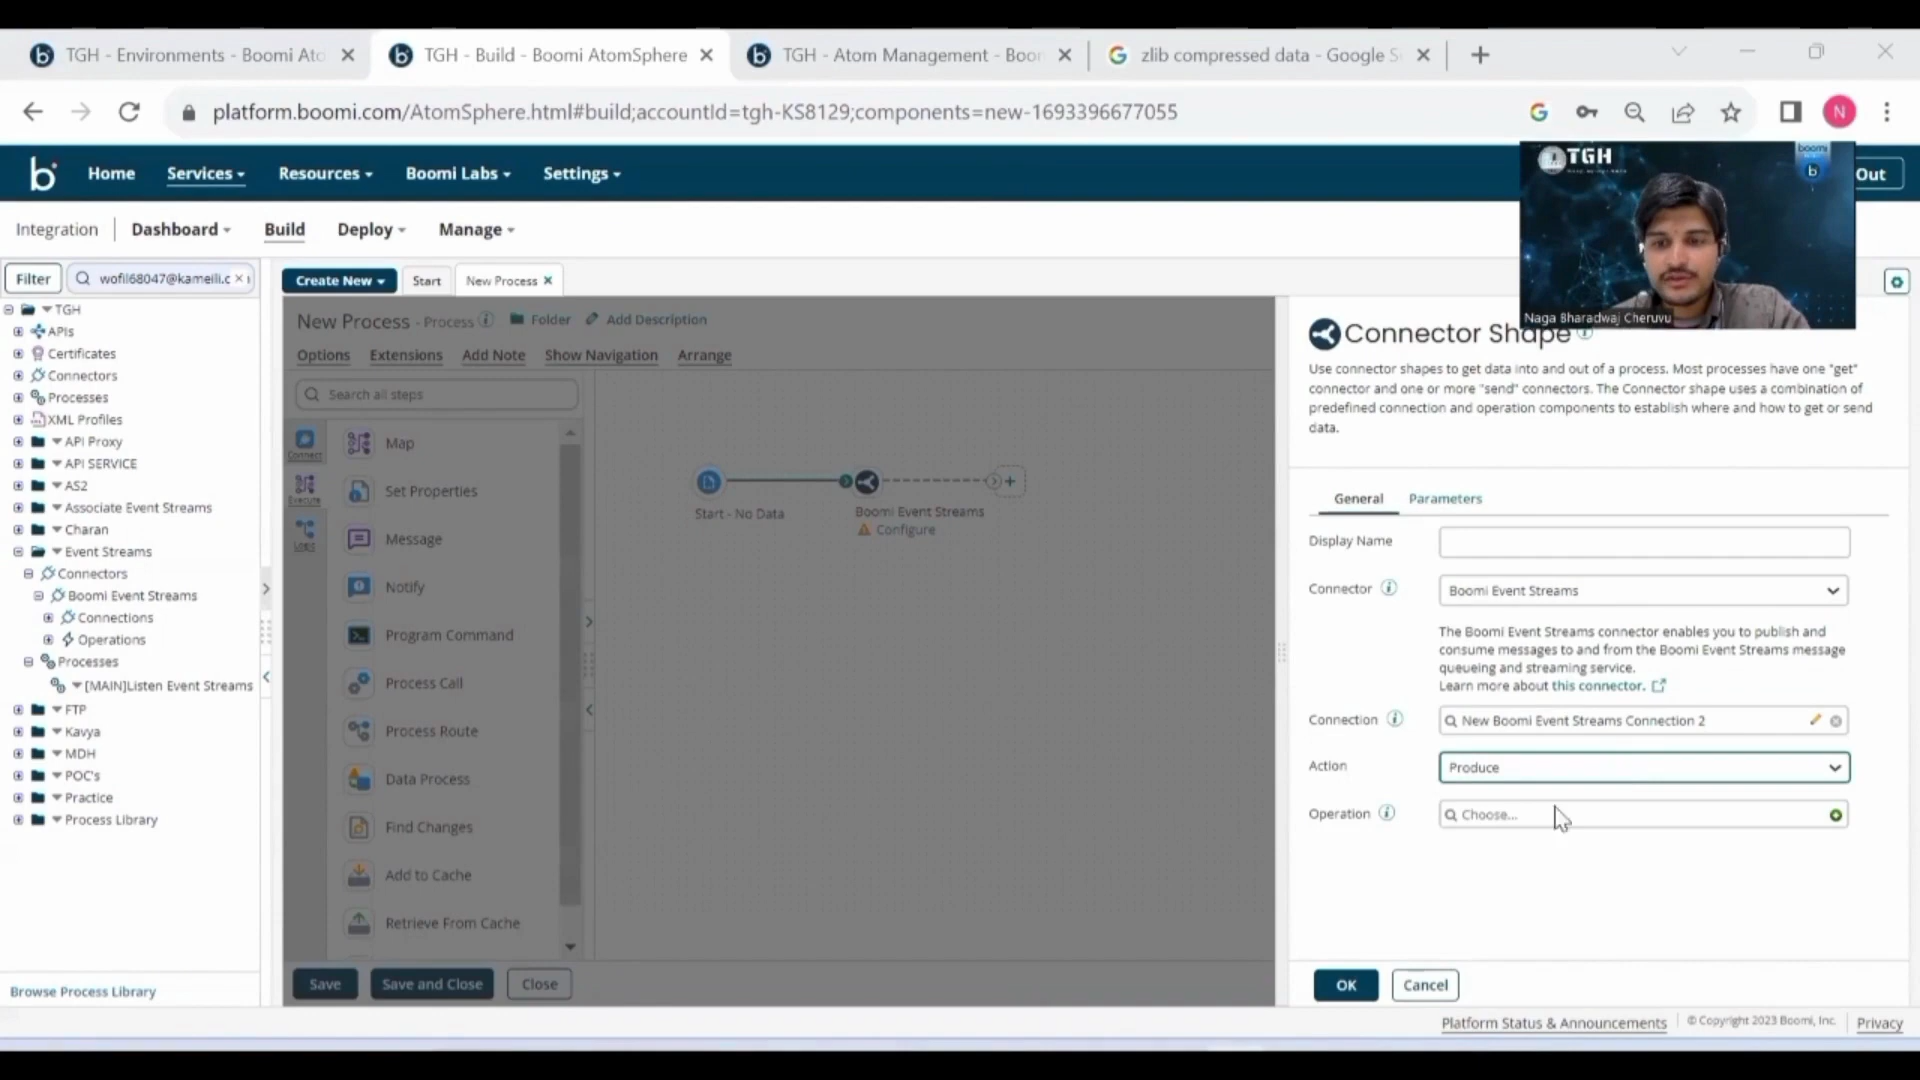 TGH - Environments - Boomi Ato
TGH - Build - Boomi AtomSphere
TGH - Atom Management - Boom
zlib compressed data - Google S
platform.boomi.com/AtomSphere.html#build;accountId=tgh-KS8129;components=new-1693396677055
N
b
Home
Services
Resources
Boomi Labs
Settings
TGH
boomi
b
Out
Integration
Dashboard
Build
Deploy
Manage
Naga Bharadwaj Cheruvu
Filter
wofil68047@kameili.c
Create New
Start
New Process
TGH
APIs
Certificates
Connectors
Processes
XML Profiles
API Proxy
API SERVICE
AS2
Associate Event Streams
Charan
Event Streams
Connectors
Boomi Event Streams
Connections
Operations
Processes
[MAIN]Listen Event Streams
FTP
Kavya
MDH
POC's
Practice
Process Library
Browse Process Library
New Process - Process
Folder
Add Description
Options
Extensions
Add Note
Show Navigation
Arrange
Search all steps
Connect
Execute
Logic
Map
Set Properties
Message
Notify
Program Command
Process Call
Process Route
Data Process
Find Changes
Add to Cache
Retrieve From Cache
Start - No Data
Boomi Event Streams
Configure
Save
Save and Close
Close
Connector Shape
Use connector shapes to get data into and out of a process. Most processes have one "get"
connector and one or more "send" connectors. The Connector shape uses a combination of
predefined connection and operation components to establish where and how to get or send
data.
General
Parameters
Display Name
Connector
Boomi Event Streams
The Boomi Event Streams connector enables you to publish and
consume messages to and from the Boomi Event Streams message
queueing and streaming service.
Learn more about this connector.
Connection
New Boomi Event Streams Connection 2
Action
Produce
Operation
Choose...
OK
Cancel
Platform Status & Announcements
© Copyright 2023 Boomi, Inc.
Privacy